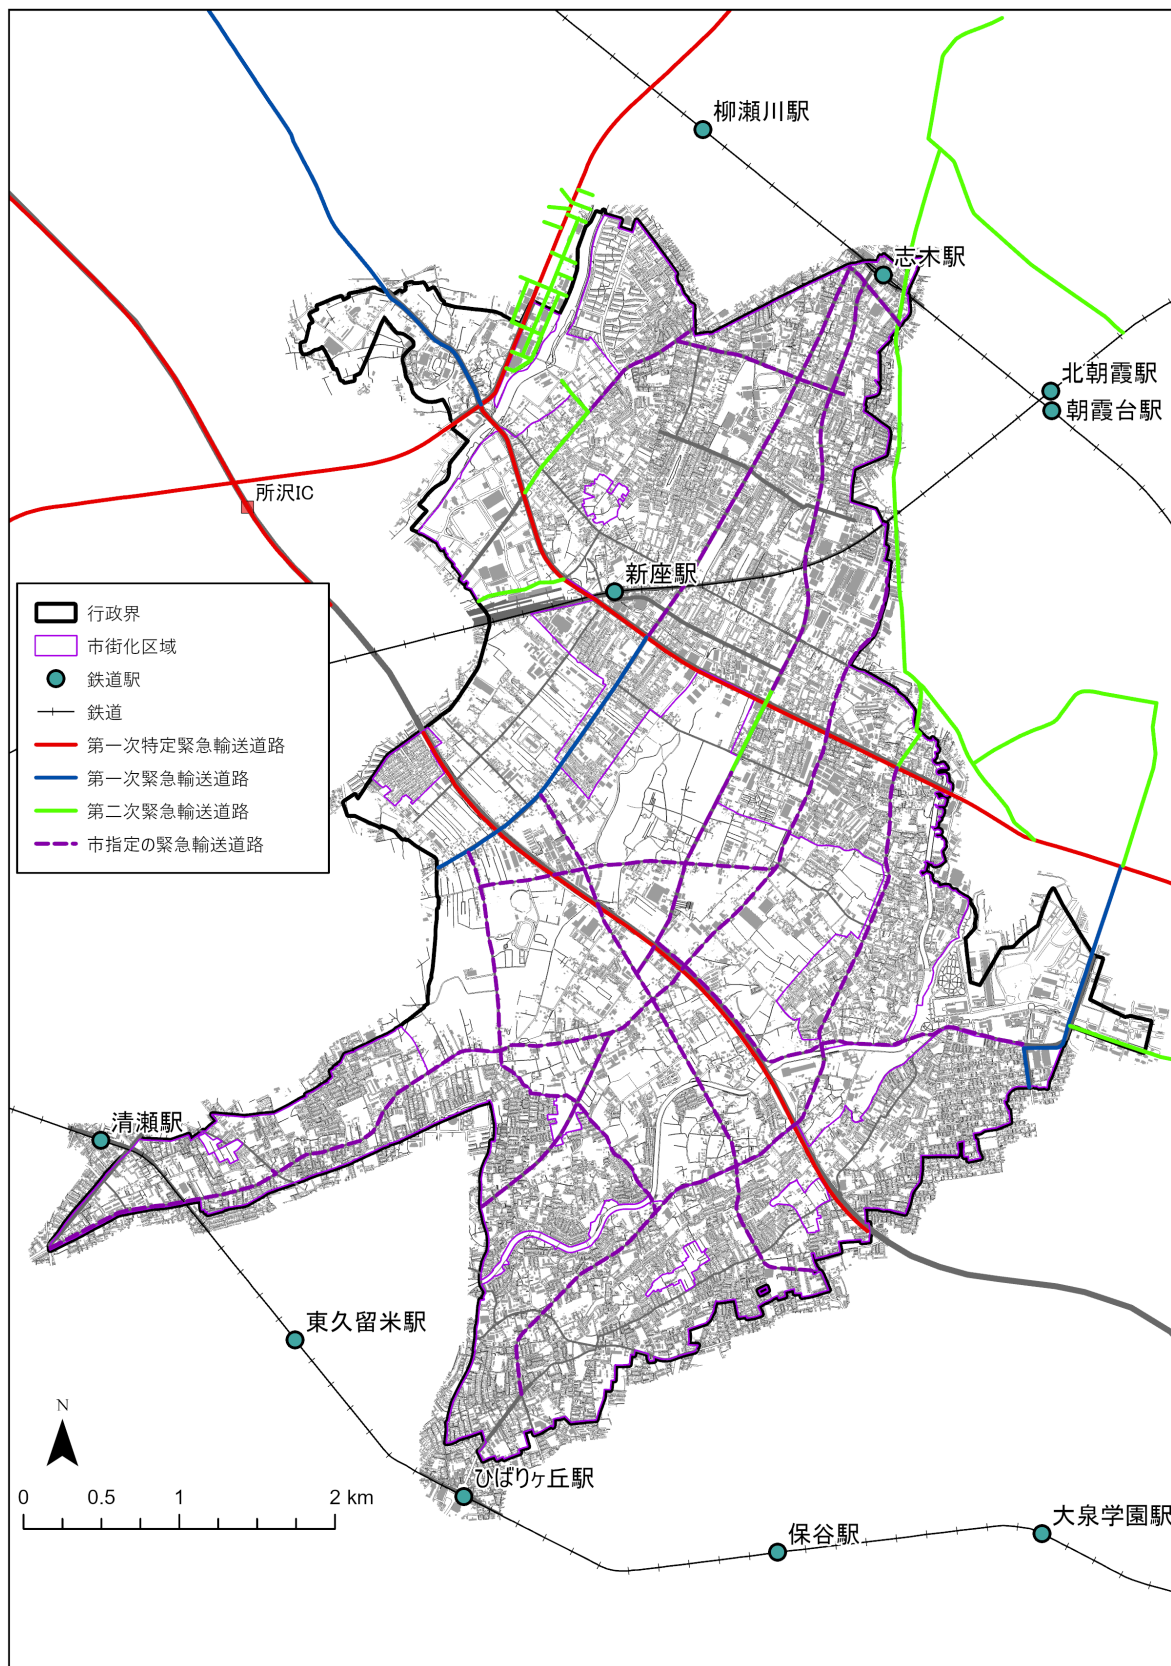 柳瀬川駅
志木駅
北朝霞駅
朝霞台駅
所沢IC
新座駅
行政界
市街化区域
鉄道駅
鉄道
第一次特定緊急輸送道路
第一次緊急輸送道路
第二次緊急輸送道路
市指定の緊急輸送道路
清瀬駅
東久留米駅
N
ひばりヶ丘駅
0 0.5 1 2 km
大泉学園駅
保谷駅